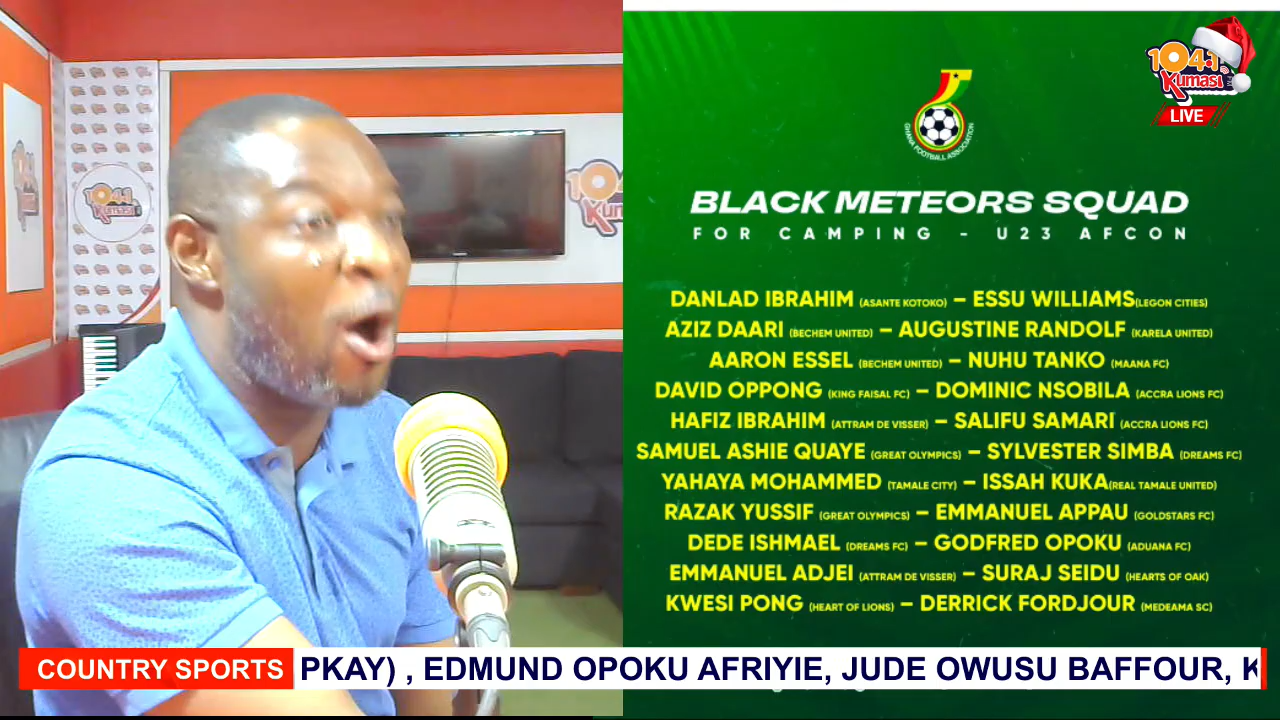 104.1
Kumasi
LIVE
GHANA FOOTBALL ASSOCIATION
BLACK METEORS SQUAD
FOR CAMPING - U23 AFCON
DANLAD IBRAHIM (ASANTE KOTOKO) – ESSU WILLIAMS(LEGON CITIES)
AZIZ DAARI (BECHEM UNITED) – AUGUSTINE RANDOLF (KARELA UNITED)
AARON ESSEL (BECHEM UNITED) – NUHU TANKO (MAANA FC)
DAVID OPPONG (KING FAISAL FC) – DOMINIC NSOBILA (ACCRA LIONS FC)
HAFIZ IBRAHIM (ATTRAM DE VISSER) – SALIFU SAMARI (ACCRA LIONS FC)
SAMUEL ASHIE QUAYE (GREAT OLYMPICS) – SYLVESTER SIMBA (DREAMS FC)
YAHAYA MOHAMMED (TAMALE CITY) – ISSAH KUKA(REAL TAMALE UNITED)
RAZAK YUSSIF (GREAT OLYMPICS) – EMMANUEL APPAU (GOLDSTARS FC)
DEDE ISHMAEL (DREAMS FC) – GODFRED OPOKU (ADUANA FC)
EMMANUEL ADJEI (ATTRAM DE VISSER) – SURAJ SEIDU (HEARTS OF OAK)
KWESI PONG (HEART OF LIONS) – DERRICK FORDJOUR (MEDEAMA SC)
104.1
Kumasi
COUNTRY SPORTS PKAY) , EDMUND OPOKU AFRIYIE, JUDE OWUSU BAFFOUR, K